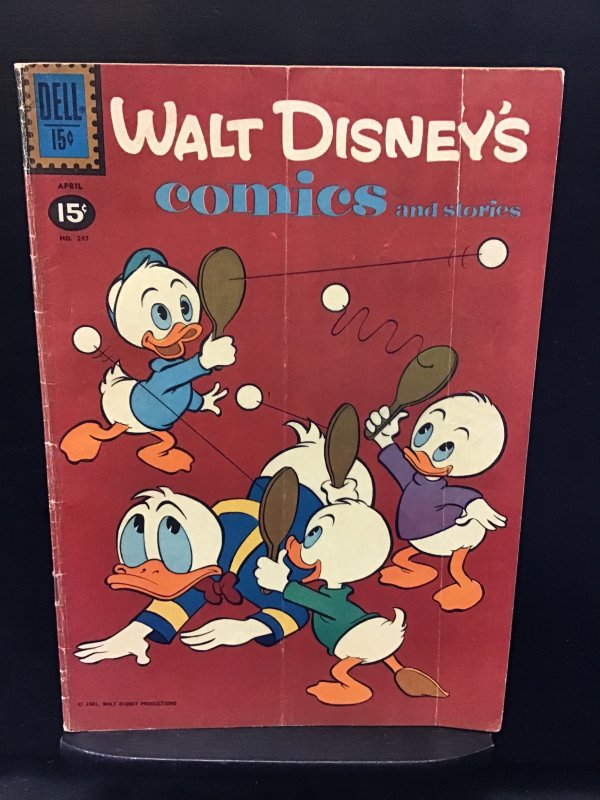 DELL
15¢
WALT DISNEY'S
APRIL
comics and stories
15¢
NO. 247
© 1961, WALT DISNEY PRODUCTIONS